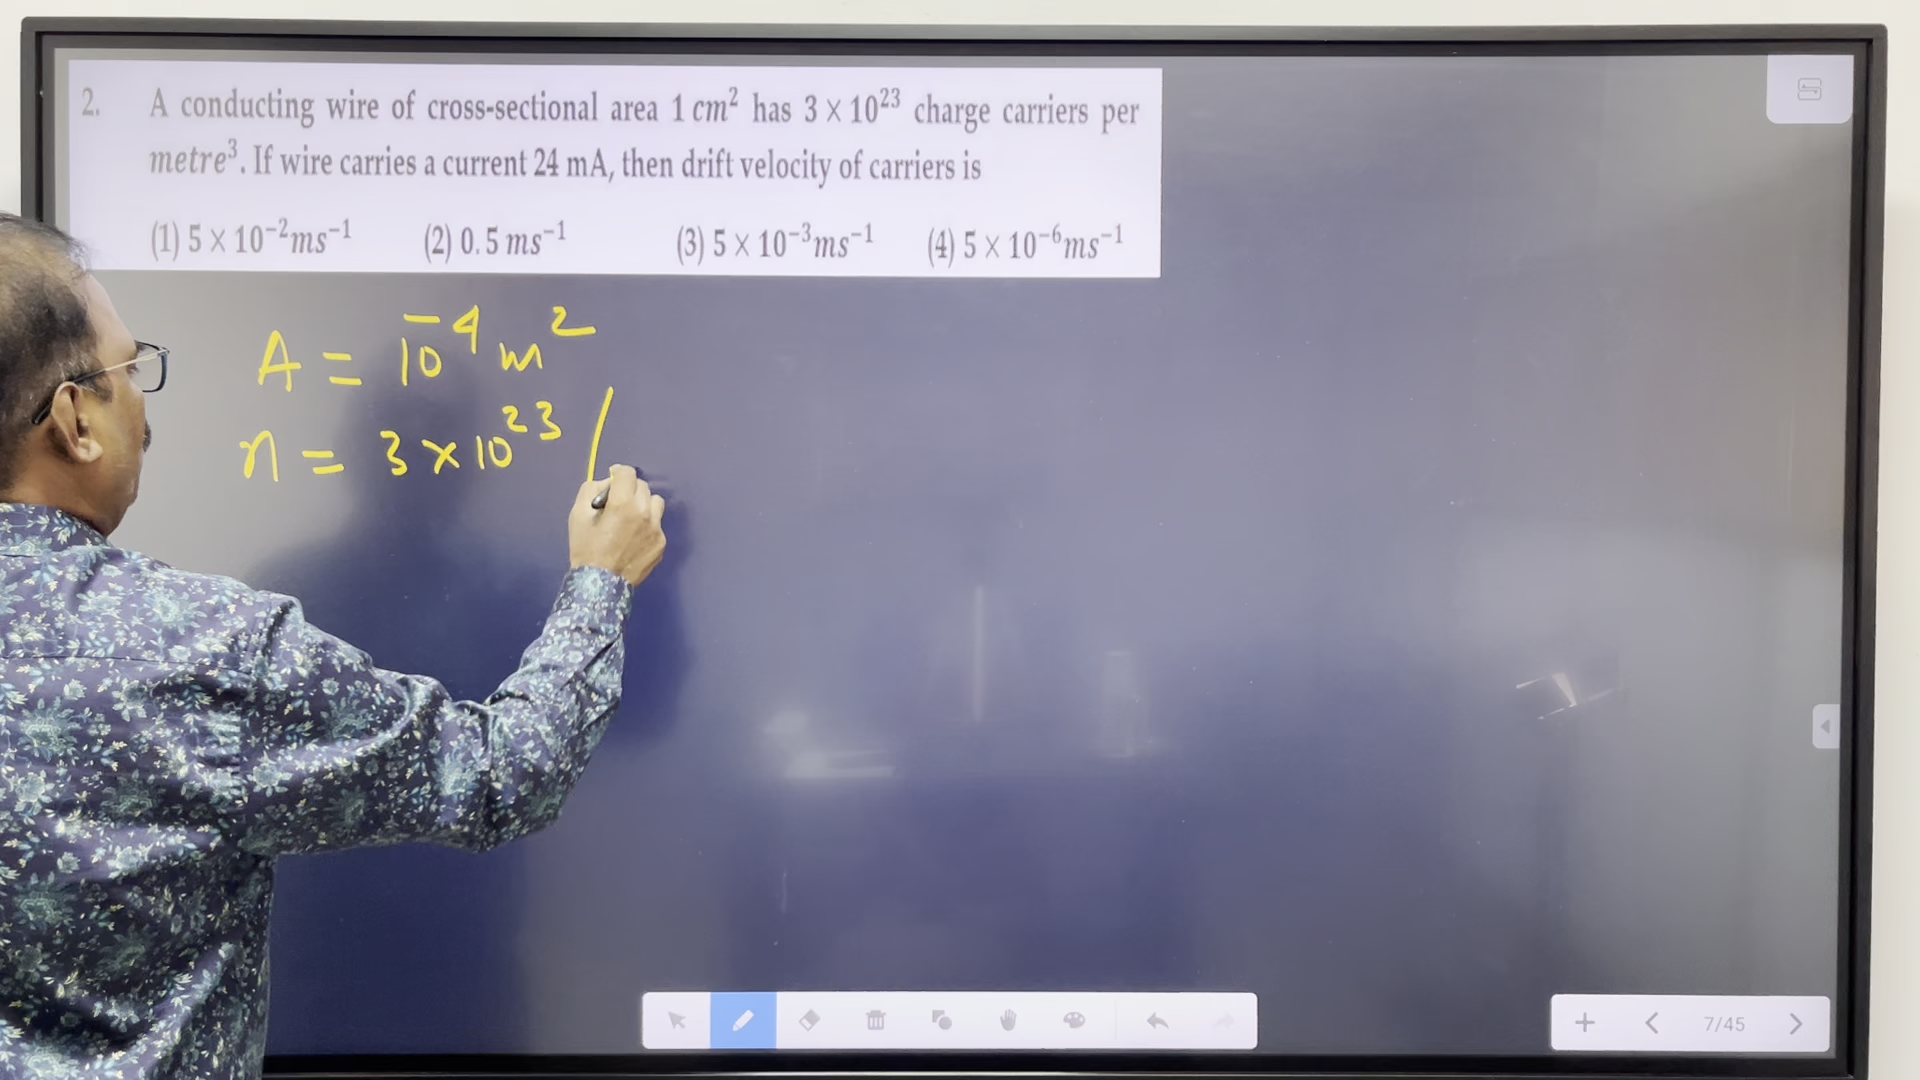 2. A conducting wire of cross-sectional area 1 cm² has 3 × 10²³ charge carriers per
metre³. If wire carries a current 24 mA, then drift velocity of carriers is
(1) 5 × 10⁻²ms⁻¹ (2) 0.5 ms⁻¹ (3) 5 × 10⁻³ms⁻¹ (4) 5 × 10⁻⁶ms⁻¹
A = 10⁻⁴ m²
n = 3 × 10²³ /
7/45